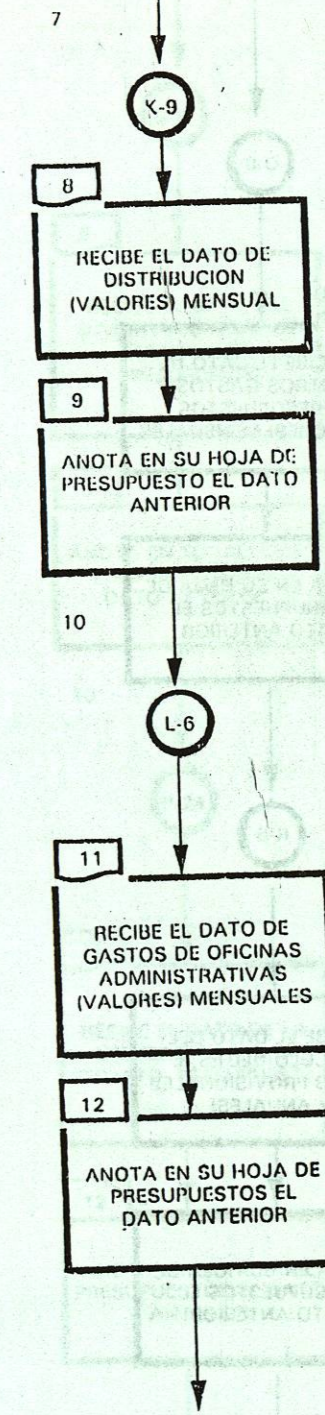 7
K-9
8
RECIBE EL DATO DE
DISTRIBUCION
(VALORES) MENSUAL
9
ANOTA EN SU HOJA DE
PRESUPUESTO EL DATO
ANTERIOR
10
L-6
11
RECIBE EL DATO DE
GASTOS DE OFICINAS
ADMINISTRATIVAS
(VALORES) MENSUALES
12
ANOTA EN SU HOJA DE
PRESUPUESTOS EL
DATO ANTERIOR